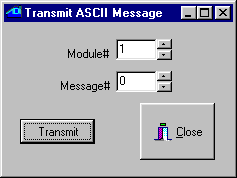 Transmit ASCII Message
Module# 1
Message# 0
Transmit
Close